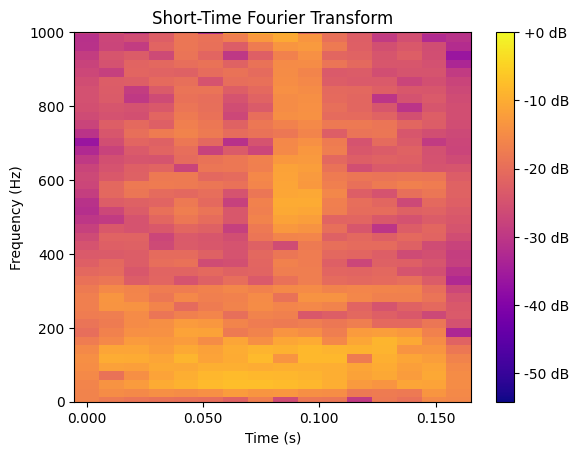 Short-Time Fourier Transform
1000
800
600
400
200
0
Frequency (Hz)
0.000
0.050
0.100
0.150
Time (s)
+0 dB
-10 dB
-20 dB
-30 dB
-40 dB
-50 dB